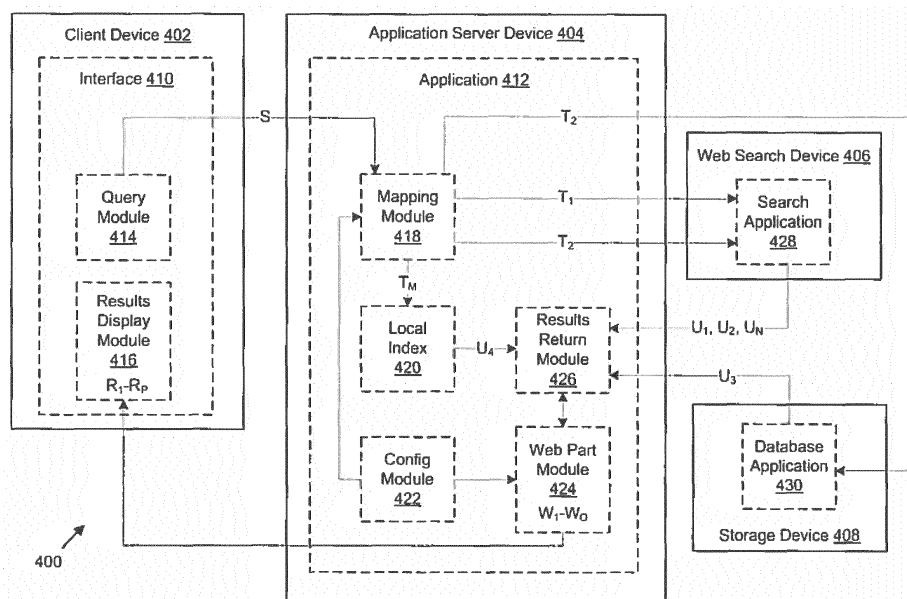 Client Device 402
Interface 410
Query
Module
414
Results
Display
Module
416
R1-RP
400
Application Server Device 404
Application 412
S
Mapping
Module
418
TM
Local
Index
420
U4
Results
Return
Module
426
Config
Module
422
Web Part
Module
424
W1-WO
T2
T1
T2
Web Search Device 406
Search
Application
428
U1, U2, UN
U3
Database
Application
430
Storage Device 408